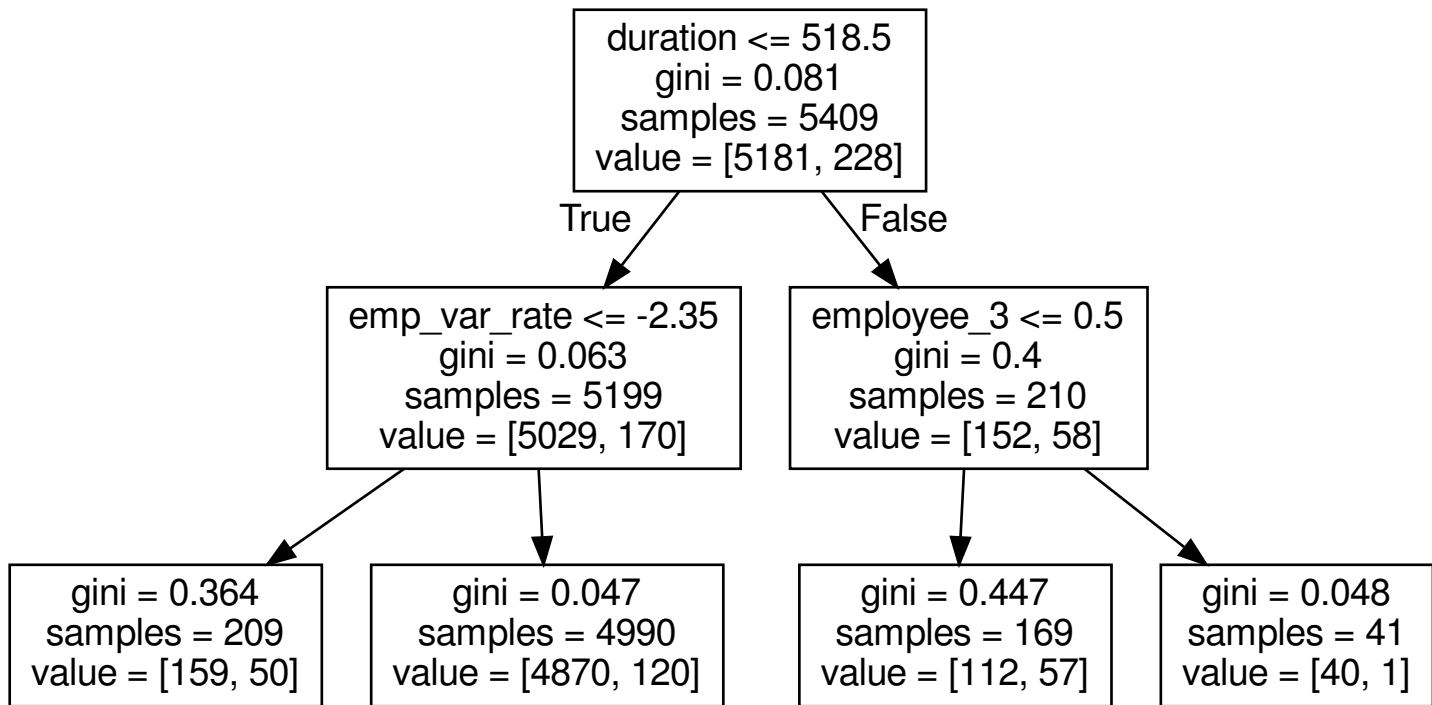 duration <= 518.5
gini = 0.081
samples = 5409
value = [5181, 228]
True
False
emp_var_rate <= -2.35
gini = 0.063
samples = 5199
value = [5029, 170]
employee_3 <= 0.5
gini = 0.4
samples = 210
value = [152, 58]
gini = 0.364
samples = 209
value = [159, 50]
gini = 0.047
samples = 4990
value = [4870, 120]
gini = 0.447
samples = 169
value = [112, 57]
gini = 0.048
samples = 41
value = [40, 1]